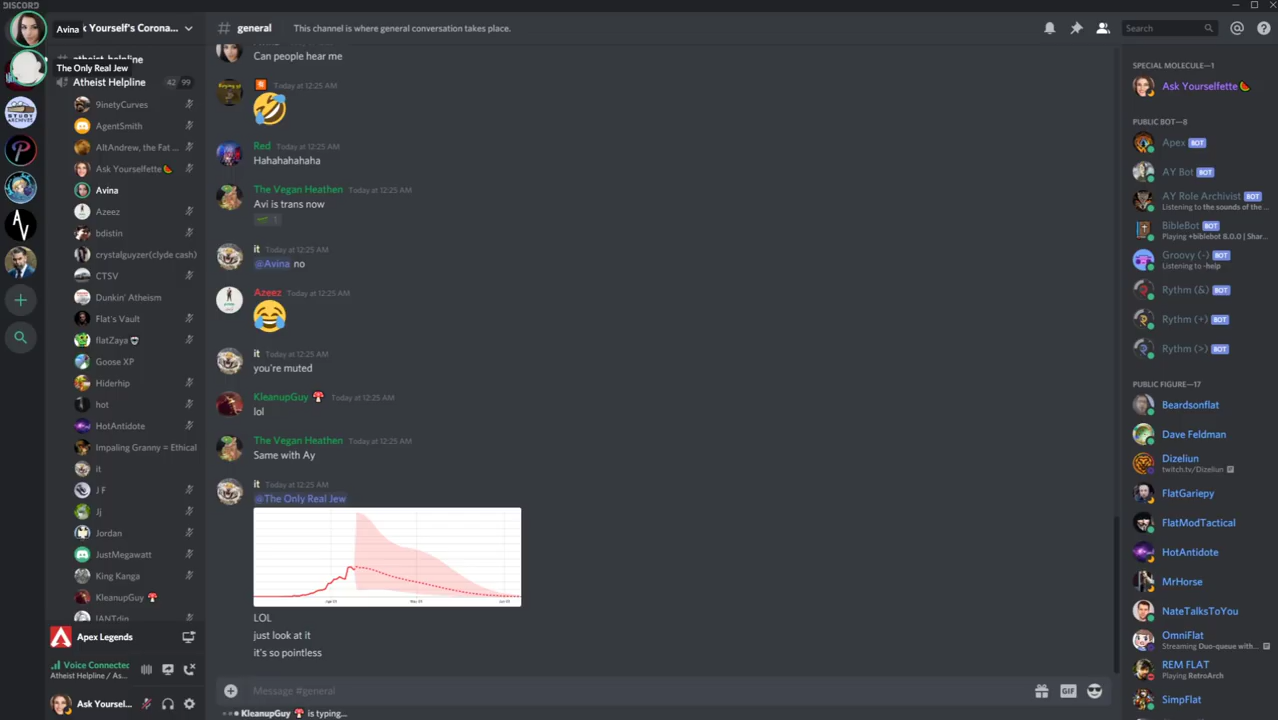 DISCORD
Avina
k Yourself's Corona...
atheist-helpline
The Only Real Jew
Atheist Helpline
42 99
9inetyCurves
AgentSmith
AltAndrew, the Fat ...
Ask Yourselfette
Avina
Azeez
bdistin
crystalguyzer(clyde cash)
CTSV
Dunkin' Atheism
Flat's Vault
flatZaya
Goose XP
Hiderhip
hot
HotAntidote
Impaling Granny = Ethical
it
J F
Jj
Jordan
JustMegawatt
King Kanga
KleanupGuy
Apex Legends
Voice Connected
Atheist Helpline / As...
Ask Yoursel...
# general
This channel is where general conversation takes place.
Search
Can people hear me
Today at 12:25 AM
Red Today at 12:25 AM
Hahahahahaha
The Vegan Heathen Today at 12:25 AM
Avi is trans now
1
it Today at 12:25 AM
@Avina no
Azeez Today at 12:25 AM
it Today at 12:25 AM
you're muted
KleanupGuy Today at 12:25 AM
lol
The Vegan Heathen Today at 12:25 AM
Same with Ay
it Today at 12:25 AM
@The Only Real Jew
LOL
just look at it
it's so pointless
Message #general
GIF
KleanupGuy is typing...
SPECIAL MOLECULE—1
Ask Yourselfette
PUBLIC BOT—8
Apex BOT
AY Bot BOT
AY Role Archivist BOT
Listening to the sounds of the ...
BibleBot BOT
Playing +biblebot 8.0.0 | Shar...
Groovy (-) BOT
Listening to -help
Rythm (&) BOT
Rythm (+) BOT
Rythm (>) BOT
PUBLIC FIGURE—17
Beardsonflat
Dave Feldman
Dizeliun
twitch.tv/Dizeliun
FlatGariepy
FlatModTactical
HotAntidote
MrHorse
NateTalksToYou
OmniFlat
Streaming Duo-queue with...
REM FLAT
Playing RetroArch
SimpFlat